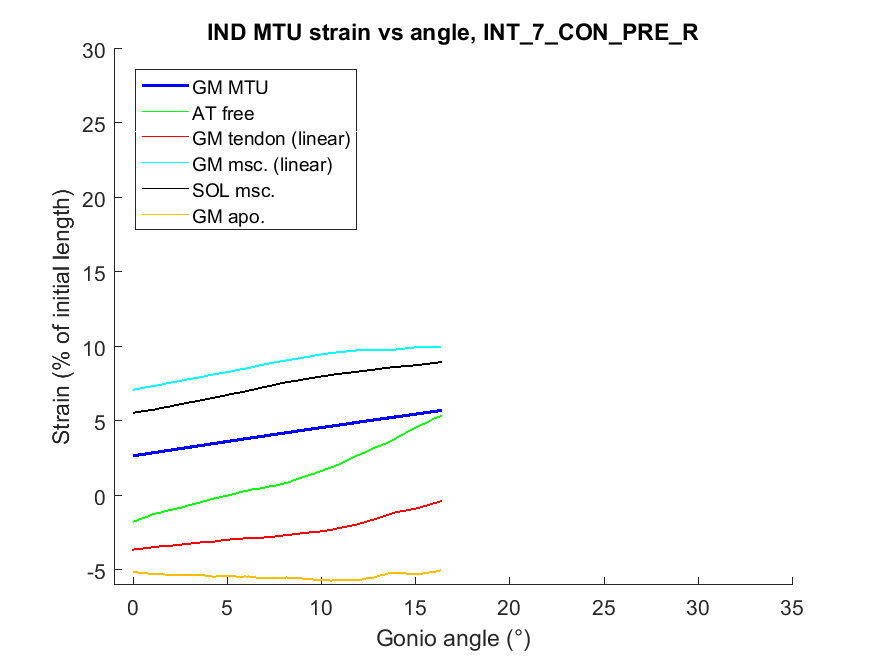 IND MTU strain vs angle, INT_7_CON_PRE_R
30
25
20
15
10
5
0
-5
Strain (% of initial length)
GM MTU
AT free
GM tendon (linear)
GM msc. (linear)
SOL msc.
GM apo.
0 5 10 15 20 25 30 35
Gonio angle (°)